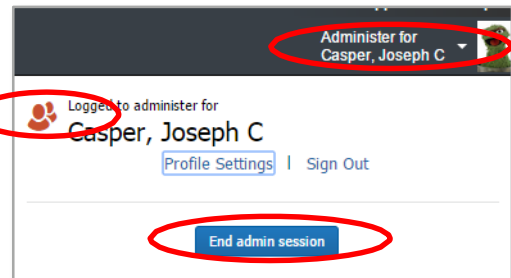 Administer for
Casper, Joseph C
Logged to administer for
Casper, Joseph C
Profile Settings | Sign Out
End admin session